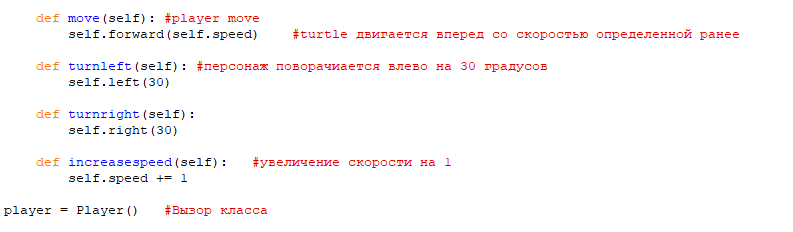 def move(self): #player move
self.forward(self.speed) #turtle двигается вперед со скоростью определенной ранее
def turnleft(self): #персонаж поворачиается влево на 30 градусов
self.left(30)
def turnright(self):
self.right(30)
def increasespeed(self): #увеличение скорости на 1
self.speed += 1
player = Player() #Вызор класса